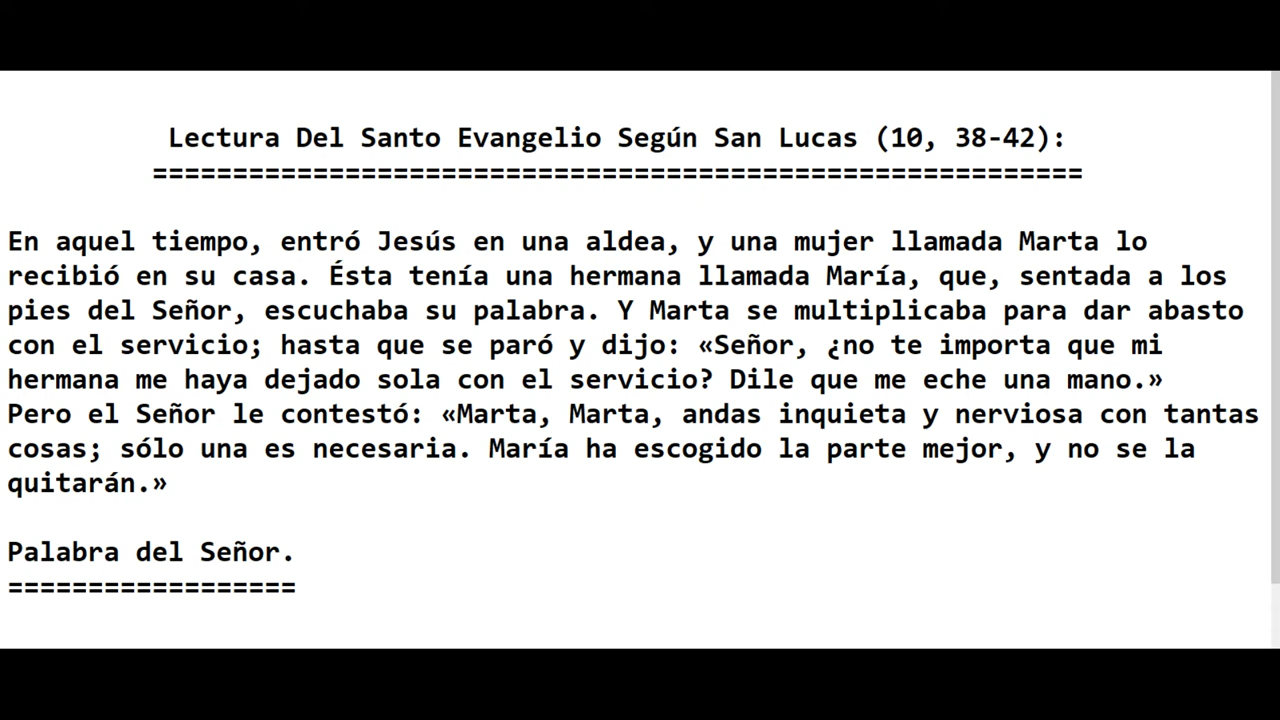 Lectura Del Santo Evangelio Según San Lucas (10, 38-42):
==========================================================
En aquel tiempo, entró Jesús en una aldea, y una mujer llamada Marta lo
recibió en su casa. Ésta tenía una hermana llamada María, que, sentada a los
pies del Señor, escuchaba su palabra. Y Marta se multiplicaba para dar abasto
con el servicio; hasta que se paró y dijo: «Señor, ¿no te importa que mi
hermana me haya dejado sola con el servicio? Dile que me eche una mano.»
Pero el Señor le contestó: «Marta, Marta, andas inquieta y nerviosa con tantas
cosas; sólo una es necesaria. María ha escogido la parte mejor, y no se la
quitarán.»
Palabra del Señor.
==================